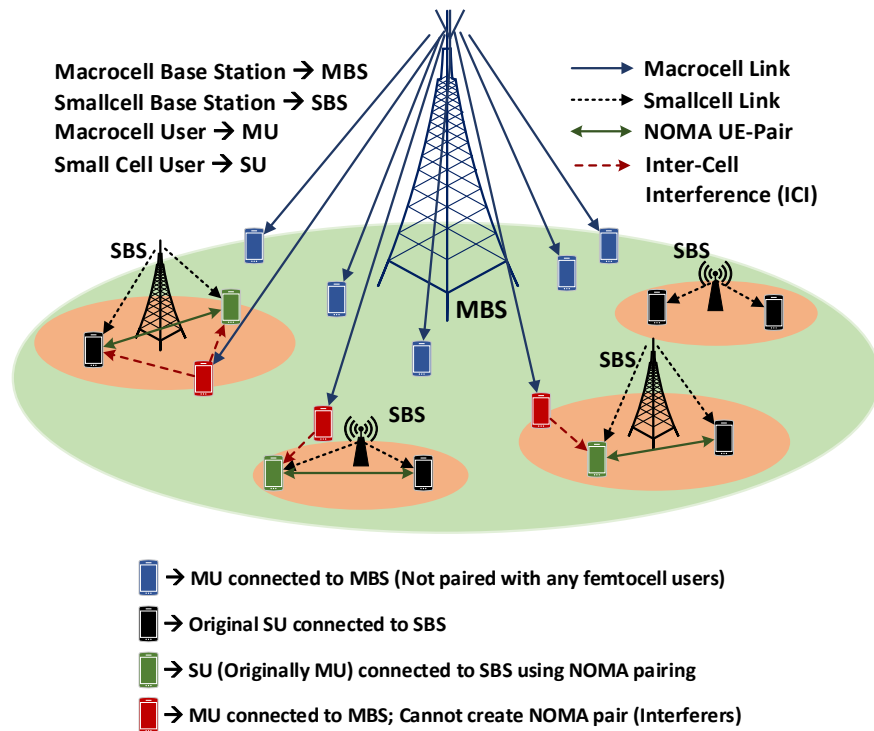 Macrocell Base Station → MBS
Smallcell Base Station → SBS
Macrocell User → MU
Small Cell User → SU
Macrocell Link
Smallcell Link
NOMA UE-Pair
Inter-Cell
Interference (ICI)
SBS
SBS
MBS
SBS
SBS
→ MU connected to MBS (Not paired with any femtocell users)
→ Original SU connected to SBS
→ SU (Originally MU) connected to SBS using NOMA pairing
→ MU connected to MBS; Cannot create NOMA pair (Interferers)